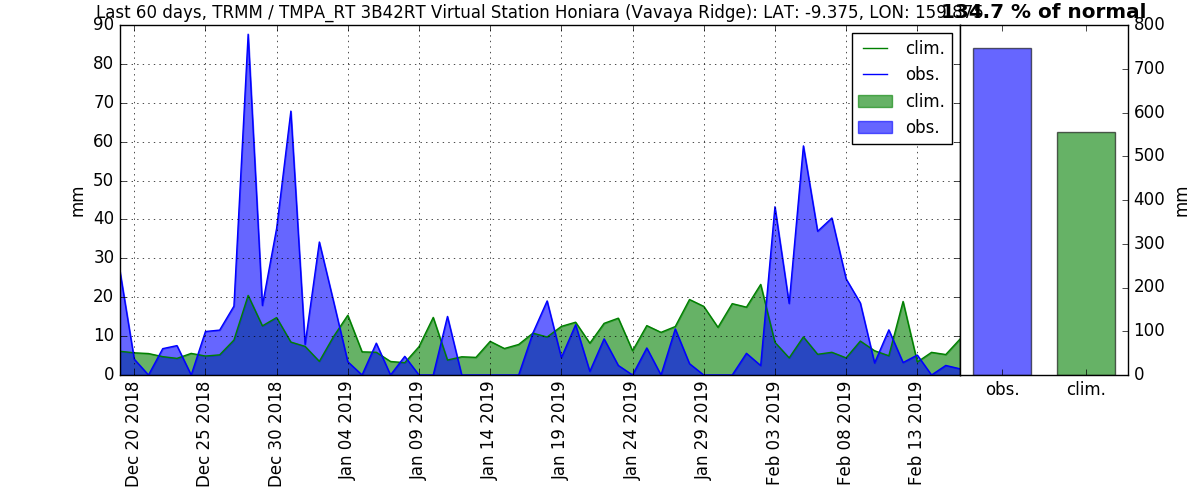 Last 60 days, TRMM / TMPA_RT 3B42RT Virtual Station Honiara (Vavaya Ridge): LAT: -9.375, LON: 159.875
134.7 % of normal
90
80
70
60
50
40
30
20
10
0
mm
clim.
obs.
clim.
obs.
800
700
600
500
400
300
200
100
0
mm
obs.
clim.
Dec 20 2018
Dec 25 2018
Dec 30 2018
Jan 04 2019
Jan 09 2019
Jan 14 2019
Jan 19 2019
Jan 24 2019
Jan 29 2019
Feb 03 2019
Feb 08 2019
Feb 13 2019